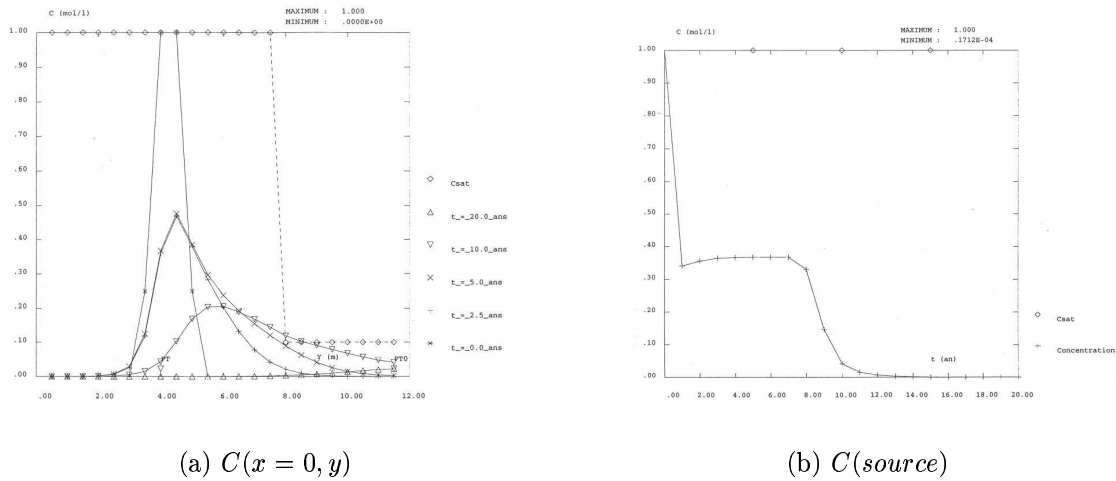 C (mol/l)
MAXIMUM : 1.000
MINIMUM : .0000E+00
1.00
.90
.80
.70
.60
.50
.40
.30
.20
.10
.00
PT
Y (m)
PTO
.00 2.00 4.00 6.00 8.00 10.00 12.00
Csat
t_=_20.0_ans
t_=_10.0_ans
t_=_5.0_ans
t_=_2.5_ans
t_=_0.0_ans
(a) C(x = 0, y)
C (mol/l)
MAXIMUM : 1.000
MINIMUM : .1712E-04
1.00
.90
.80
.70
.60
.50
.40
.30
.20
.10
.00
t (an)
.00 2.00 4.00 6.00 8.00 10.00 12.00 14.00 16.00 18.00 20.00
Csat
Concentration
(b) C(source)